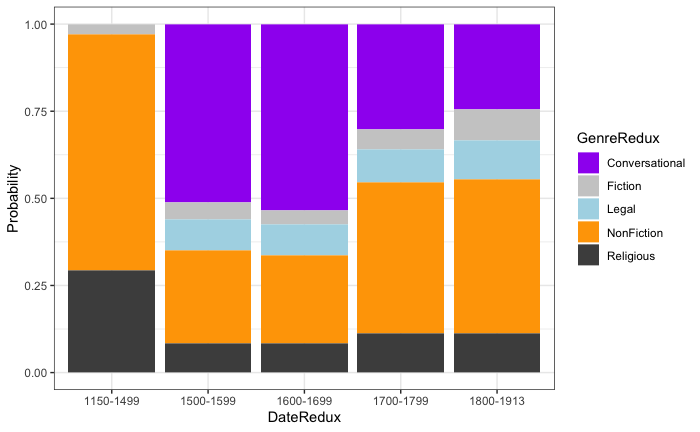 1.00
0.75
0.50
0.25
0.00
Probability
1150-1499
1500-1599
1600-1699
1700-1799
1800-1913
DateRedux
GenreRedux
Conversational
Fiction
Legal
NonFiction
Religious